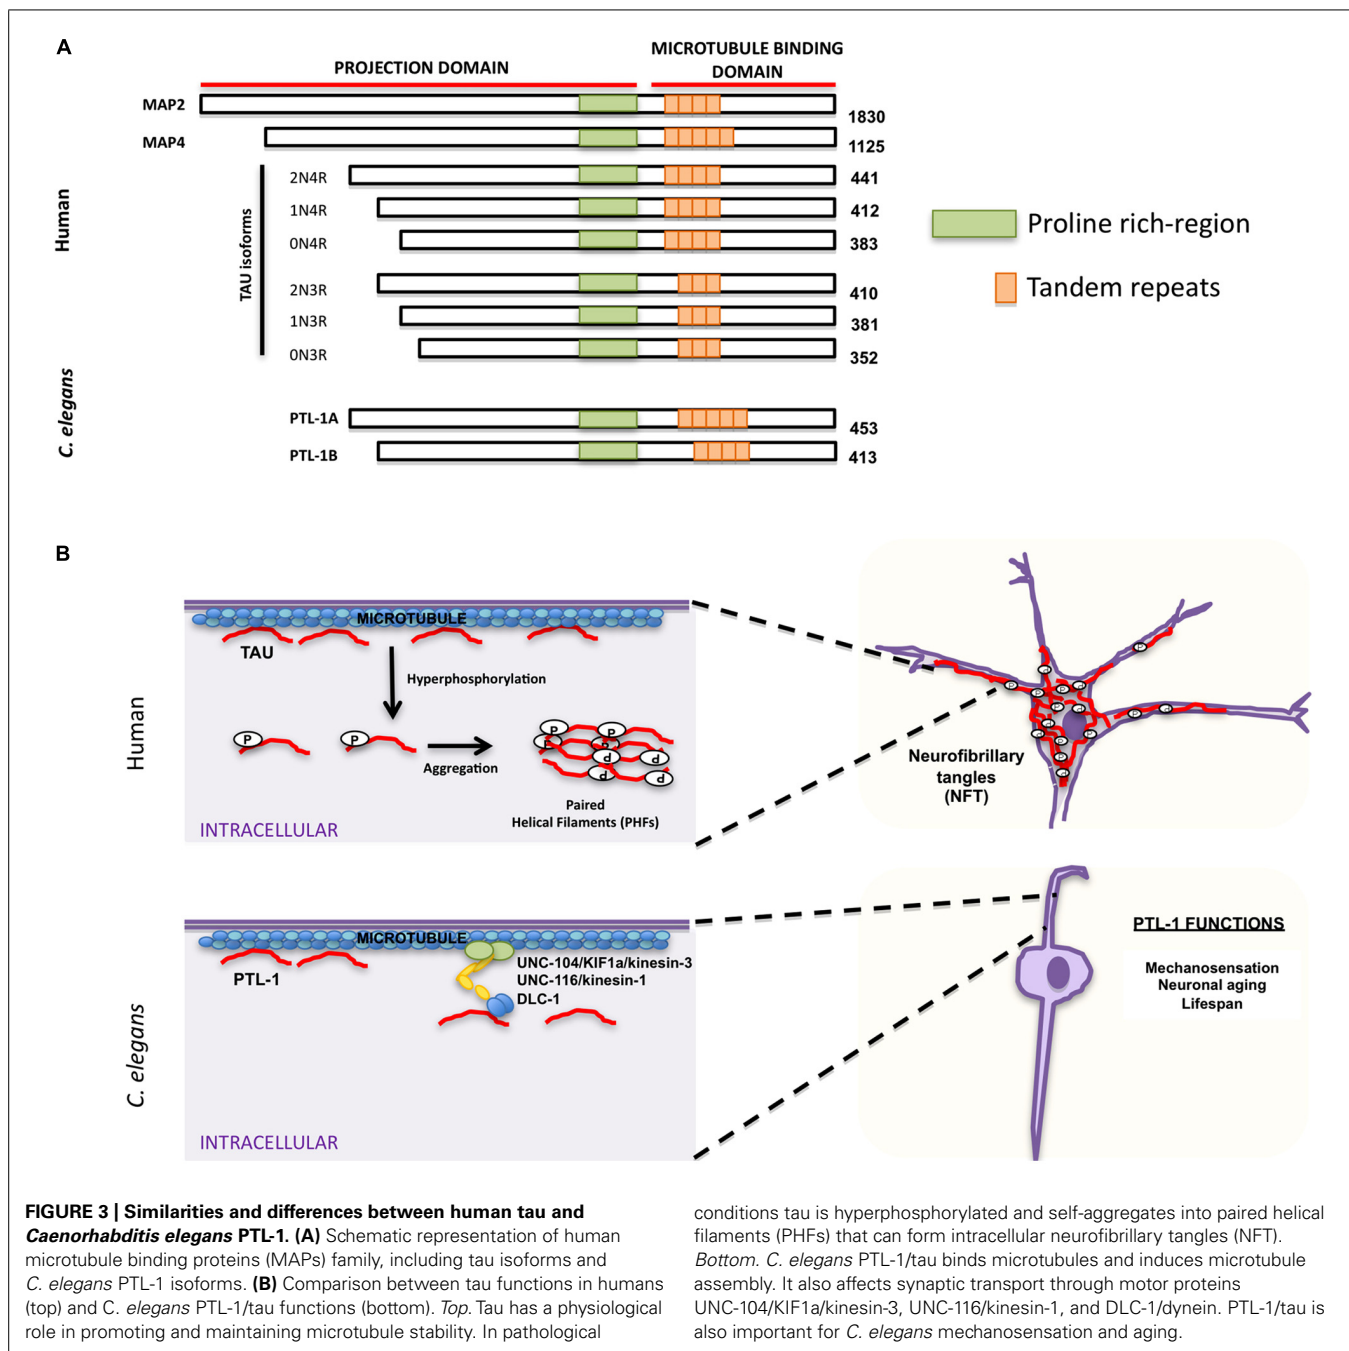 A
PROJECTION DOMAIN
MICROTUBULE BINDING
DOMAIN
MAP2
1830
MAP4
1125
Human
TAU isoforms
2N4R
441
1N4R
412
0N4R
383
2N3R
410
1N3R
381
0N3R
352
C. elegans
PTL-1A
453
PTL-1B
413
Proline rich-region
Tandem repeats
B
Human
MICROTUBULE
TAU
Hyperphosphorylation
P
P
Aggregation
P
P
P
P
P
P
P
P
Paired
Helical Filaments (PHFs)
INTRACELLULAR
Neurofibrillary
tangles
(NFT)
C. elegans
MICROTUBULE
PTL-1
UNC-104/KIF1a/kinesin-3
UNC-116/kinesin-1
DLC-1
INTRACELLULAR
PTL-1 FUNCTIONS
Mechanosensation
Neuronal aging
Lifespan
FIGURE 3 | Similarities and differences between human tau and
Caenorhabditis elegans PTL-1. (A) Schematic representation of human
microtubule binding proteins (MAPs) family, including tau isoforms and
C. elegans PTL-1 isoforms. (B) Comparison between tau functions in humans
(top) and C. elegans PTL-1/tau functions (bottom). Top. Tau has a physiological
role in promoting and maintaining microtubule stability. In pathological
conditions tau is hyperphosphorylated and self-aggregates into paired helical
filaments (PHFs) that can form intracellular neurofibrillary tangles (NFT).
Bottom. C. elegans PTL-1/tau binds microtubules and induces microtubule
assembly. It also affects synaptic transport through motor proteins
UNC-104/KIF1a/kinesin-3, UNC-116/kinesin-1, and DLC-1/dynein. PTL-1/tau is
also important for C. elegans mechanosensation and aging.